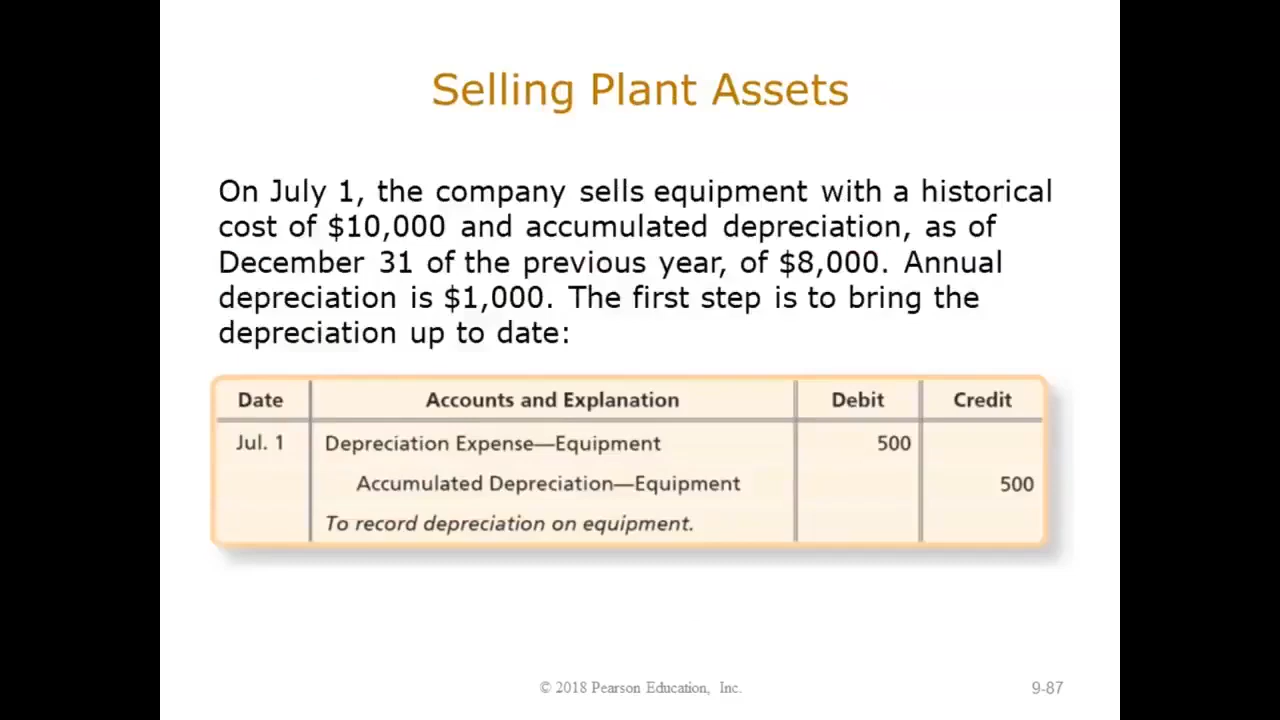 Selling Plant Assets
On July 1, the company sells equipment with a historical
cost of $10,000 and accumulated depreciation, as of
December 31 of the previous year, of $8,000. Annual
depreciation is $1,000. The first step is to bring the
depreciation up to date:
Date Accounts and Explanation Debit Credit
Jul. 1 Depreciation Expense—Equipment 500
Accumulated Depreciation—Equipment 500
To record depreciation on equipment.
© 2018 Pearson Education, Inc. 9-87